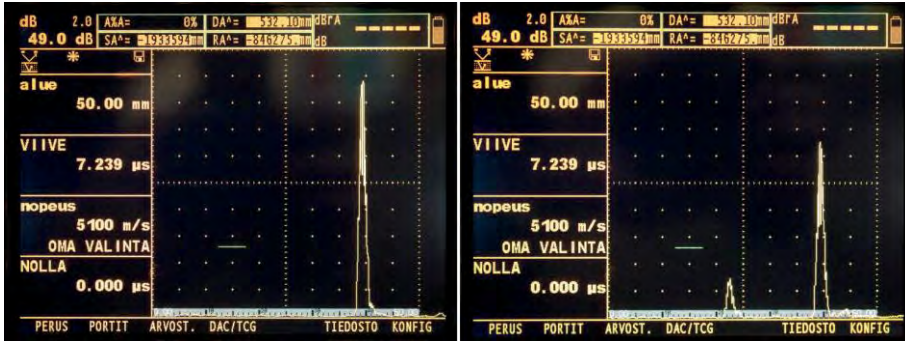 dB 2.0 A%A= 0% DA^= 532.10mm dBrA
49.0 dB SA^= -1933594mm RA^= -846275.mm dB -----
alue
50.00 mm
VIIVE
7.239 µs
nopeus
5100 m/s
OMA VALINTA
NOLLA
0.000 µs
PERUS PORTIT ARVOST. DAC/TCG TIEDOSTO KONFIG
dB 2.0 A%A= 0% DA^= 532.10mm dBrA
49.0 dB SA^= -1933594mm RA^= -846275.mm dB -----
alue
50.00 mm
VIIVE
7.239 µs
nopeus
5100 m/s
OMA VALINTA
NOLLA
0.000 µs
PERUS PORTIT ARVOST. DAC/TCG TIEDOSTO KONFIG